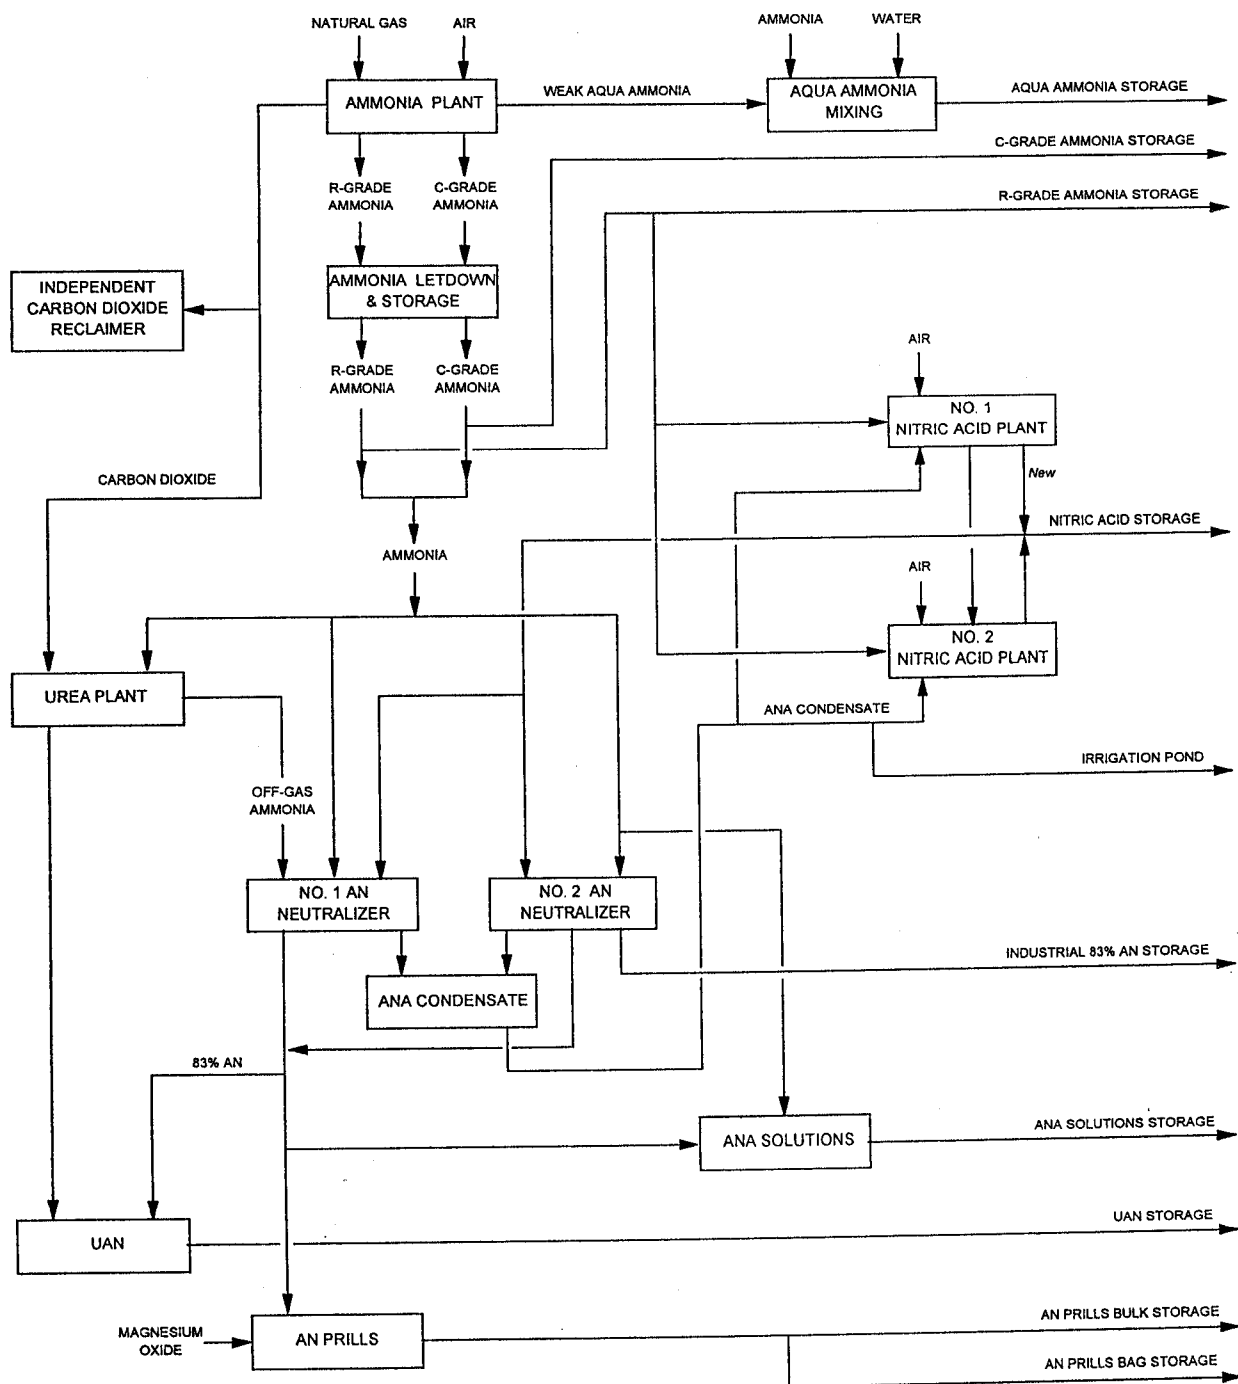 NATURAL GAS
AIR
AMMONIA
WATER
AMMONIA PLANT
WEAK AQUA AMMONIA
AQUA AMMONIA
MIXING
AQUA AMMONIA STORAGE
C-GRADE AMMONIA STORAGE
R-GRADE
AMMONIA
C-GRADE
AMMONIA
R-GRADE AMMONIA STORAGE
INDEPENDENT
CARBON DIOXIDE
RECLAIMER
AMMONIA LETDOWN
& STORAGE
R-GRADE
AMMONIA
C-GRADE
AMMONIA
AIR
NO. 1
NITRIC ACID PLANT
CARBON DIOXIDE
New
NITRIC ACID STORAGE
AMMONIA
AIR
NO. 2
NITRIC ACID PLANT
UREA PLANT
ANA CONDENSATE
IRRIGATION POND
OFF-GAS
AMMONIA
NO. 1 AN
NEUTRALIZER
NO. 2 AN
NEUTRALIZER
INDUSTRIAL 83% AN STORAGE
ANA CONDENSATE
83% AN
ANA SOLUTIONS
ANA SOLUTIONS STORAGE
UAN
UAN STORAGE
MAGNESIUM
OXIDE
AN PRILLS
AN PRILLS BULK STORAGE
AN PRILLS BAG STORAGE